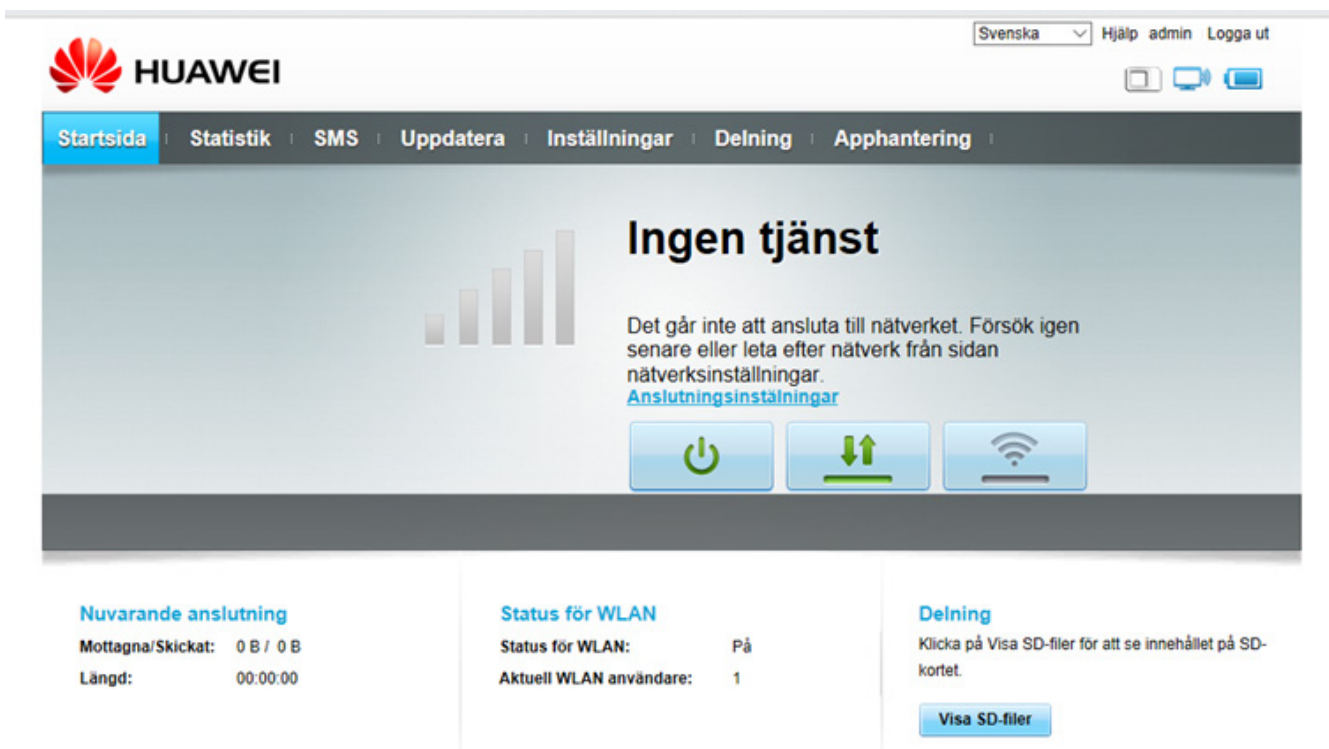 Svenska Hjälp admin Logga ut
HUAWEI
Startsida Statistik SMS Uppdatera Inställningar Delning Apphantering
Ingen tjänst
Det går inte att ansluta till nätverket. Försök igen
senare eller leta efter nätverk från sidan
nätverksinställningar.
Anslutningsinstälningar
Nuvarande anslutning
Mottagna/Skickat: 0 B / 0 B
Längd: 00:00:00
Status för WLAN
Status för WLAN: På
Aktuell WLAN användare: 1
Delning
Klicka på Visa SD-filer för att se innehållet på SD-
kortet.
Visa SD-filer